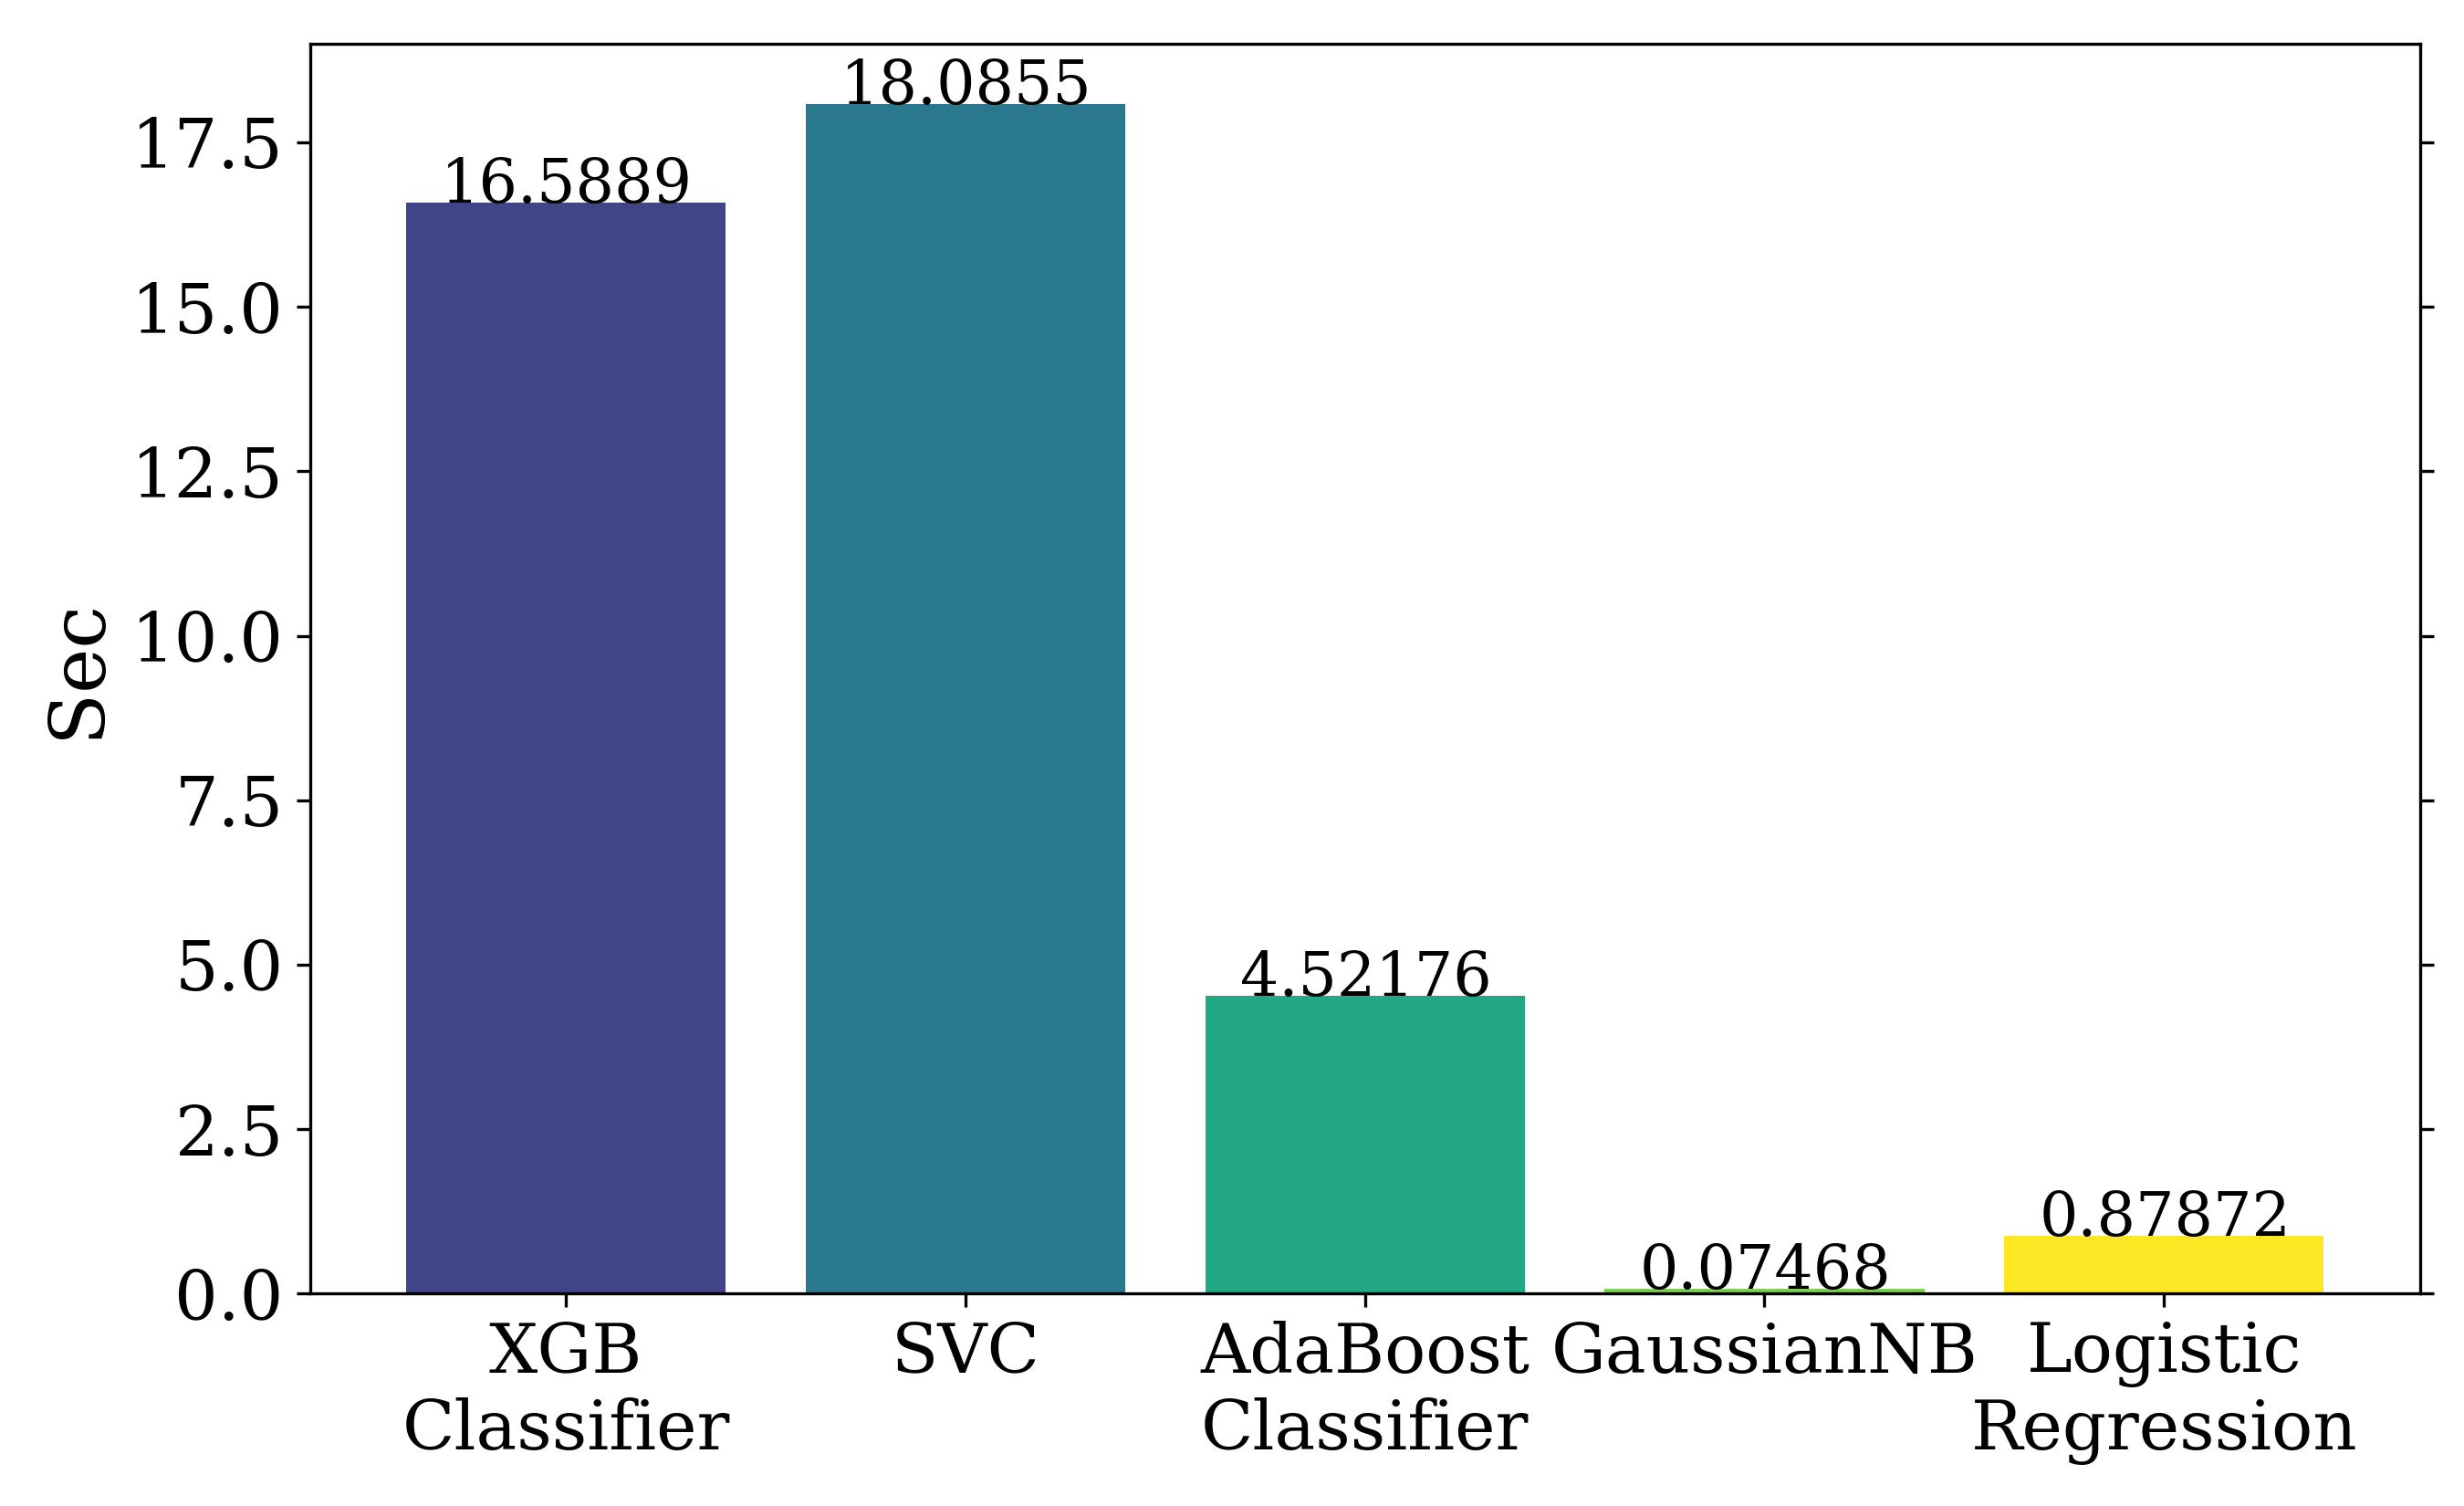 Sec
17.5
15.0
12.5
10.0
7.5
5.0
2.5
0.0
16.5889
18.0855
4.52176
0.07468
0.87872
XGB
Classifier
SVC
AdaBoost
Classifier
GaussianNB
Logistic
Regression